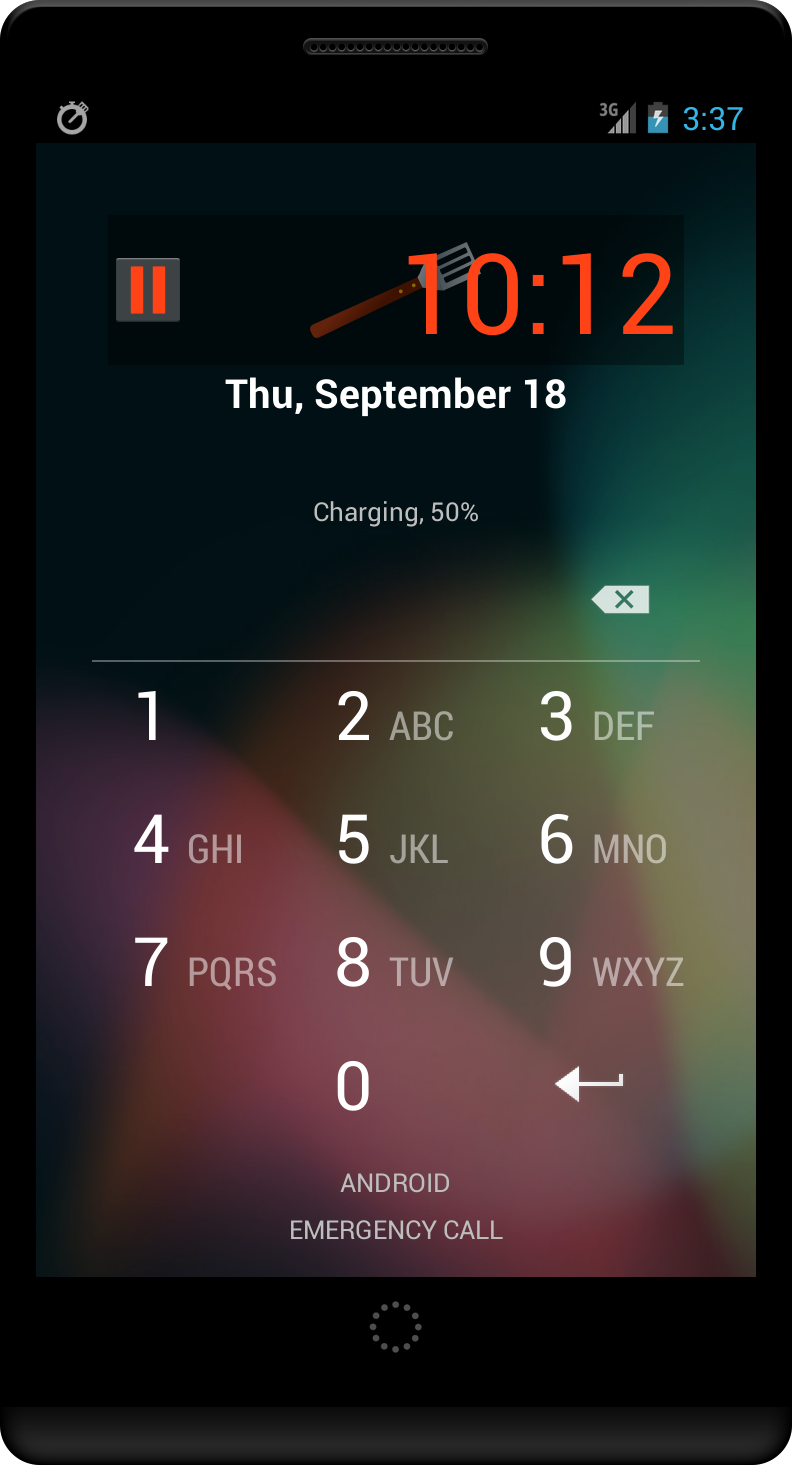 3G 3:37
10:12
Thu, September 18
Charging, 50%
1 2 ABC 3 DEF
4 GHI 5 JKL 6 MNO
7 PQRS 8 TUV 9 WXYZ
0
ANDROID
EMERGENCY CALL